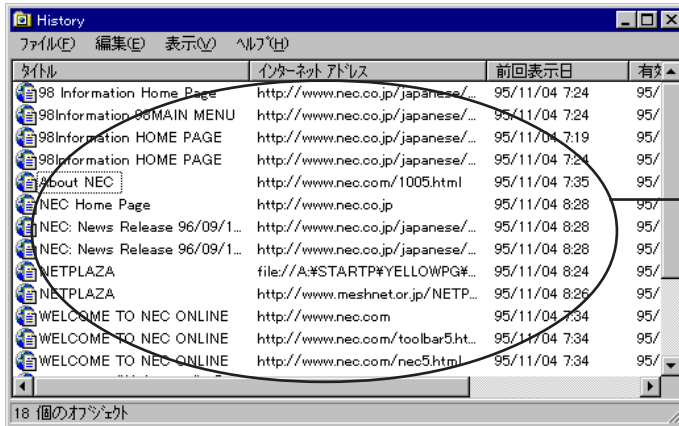 History
ファイル(F) 編集(E) 表示(V) ヘルプ(H)
タイトル インターネット アドレス 前回表示日 有効
98 Information Home Page http://www.nec.co.jp/japanese/... 95/11/04 7:24 95/
98Information 98MAIN MENU http://www.nec.co.jp/japanese/... 95/11/04 7:24 95/
98Information HOME PAGE http://www.nec.co.jp/japanese/... 95/11/04 7:19 95/
98Information HOME PAGE http://www.nec.co.jp/japanese/... 95/11/04 7:24 95/
About NEC http://www.nec.com/1005.html 95/11/04 7:35 95/
NEC Home Page http://www.nec.co.jp 95/11/04 8:28 95/
NEC: News Release 96/09/1... http://www.nec.co.jp/japanese/... 95/11/04 8:28 95/
NEC: News Release 96/09/1... http://www.nec.co.jp/japanese/... 95/11/04 8:28 95/
NETPLAZA file://A:¥STARTP¥YELLOWPG¥... 95/11/04 8:24 95/
NETPLAZA http://www.meshnet.or.jp/NETP... 95/11/04 8:26 95/
WELCOME TO NEC ONLINE http://www.nec.com 95/11/04 7:34 95/
WELCOME TO NEC ONLINE http://www.nec.com/toolbar5.ht... 95/11/04 7:34 95/
WELCOME TO NEC ONLINE http://www.nec.com/nec5.html 95/11/04 7:34 95/
18 個のオブジェクト